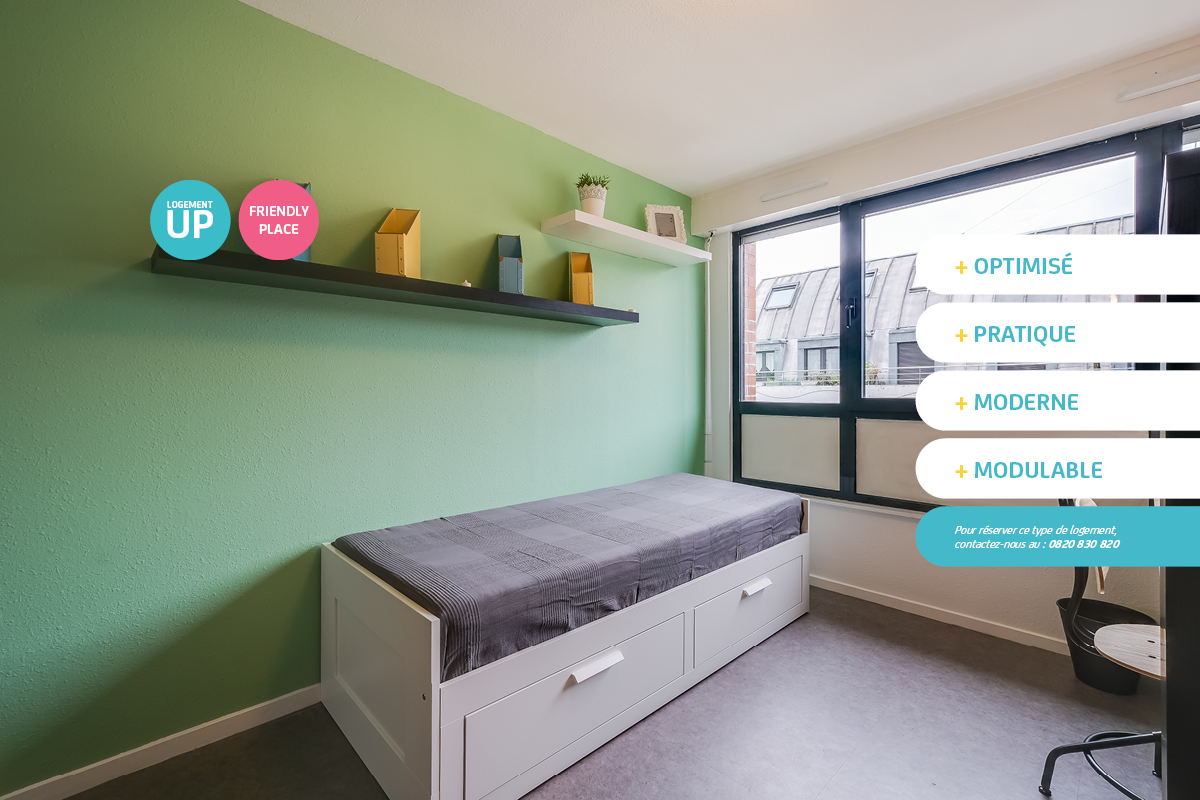 LOGEMENT
UP
FRIENDLY
PLACE
+ OPTIMISÉ
+ PRATIQUE
+ MODERNE
+ MODULABLE
Pour réserver ce type de logement,
contactez-nous au : 0820 830 820